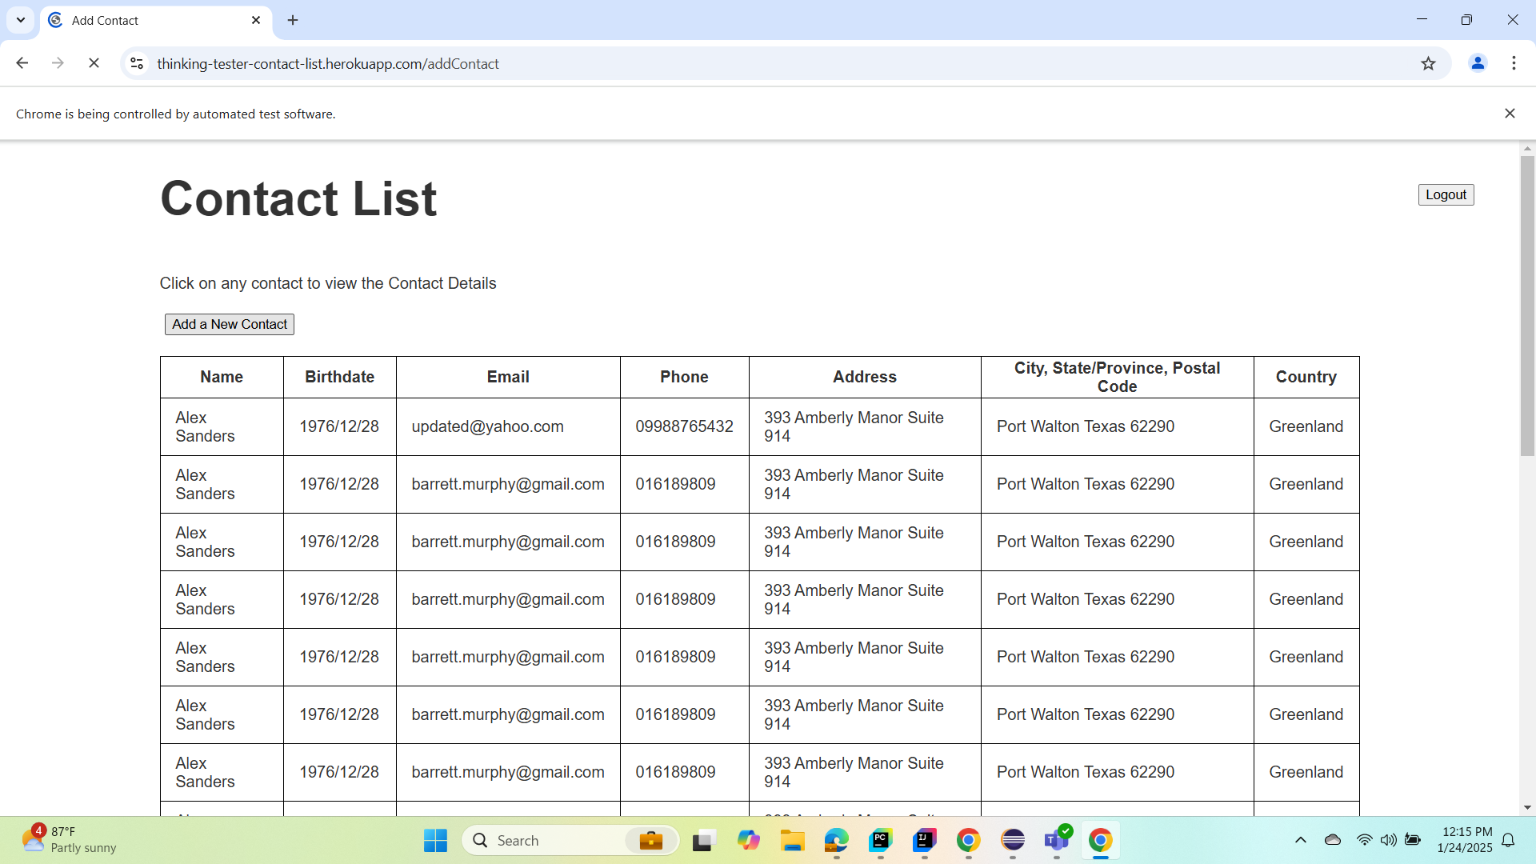 Add Contact
thinking-tester-contact-list.herokuapp.com/addContact
Chrome is being controlled by automated test software.
Contact List
Logout
Click on any contact to view the Contact Details
Add a New Contact
Name Birthdate Email Phone Address City, State/Province, Postal Code Country
Alex Sanders 1976/12/28 updated@yahoo.com 09988765432 393 Amberly Manor Suite 914 Port Walton Texas 62290 Greenland
Alex Sanders 1976/12/28 barrett.murphy@gmail.com 016189809 393 Amberly Manor Suite 914 Port Walton Texas 62290 Greenland
Alex Sanders 1976/12/28 barrett.murphy@gmail.com 016189809 393 Amberly Manor Suite 914 Port Walton Texas 62290 Greenland
Alex Sanders 1976/12/28 barrett.murphy@gmail.com 016189809 393 Amberly Manor Suite 914 Port Walton Texas 62290 Greenland
Alex Sanders 1976/12/28 barrett.murphy@gmail.com 016189809 393 Amberly Manor Suite 914 Port Walton Texas 62290 Greenland
Alex Sanders 1976/12/28 barrett.murphy@gmail.com 016189809 393 Amberly Manor Suite 914 Port Walton Texas 62290 Greenland
Alex Sanders 1976/12/28 barrett.murphy@gmail.com 016189809 393 Amberly Manor Suite 914 Port Walton Texas 62290 Greenland
4
87°F
Partly sunny
Search
PC
IJ
12:15 PM
1/24/2025